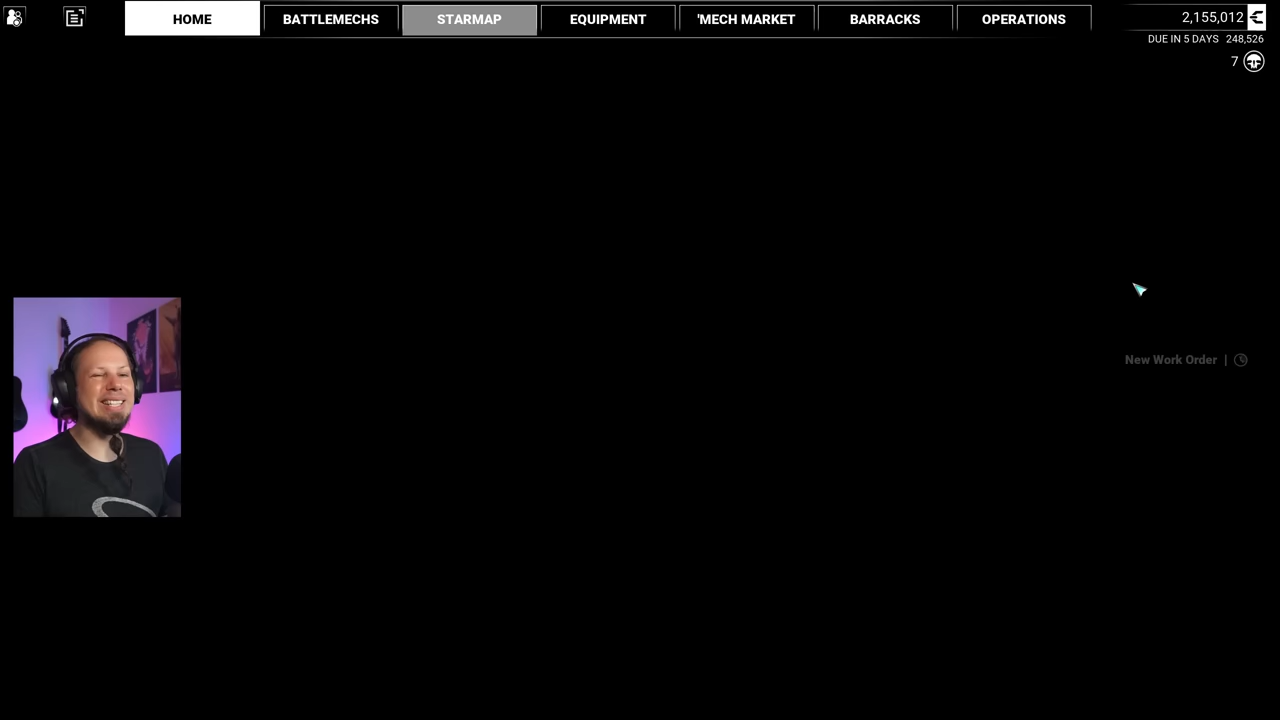 HOME
BATTLEMECHS
STARMAP
EQUIPMENT
'MECH MARKET
BARRACKS
OPERATIONS
2,155,012
DUE IN 5 DAYS 248,526
7
New Work Order |